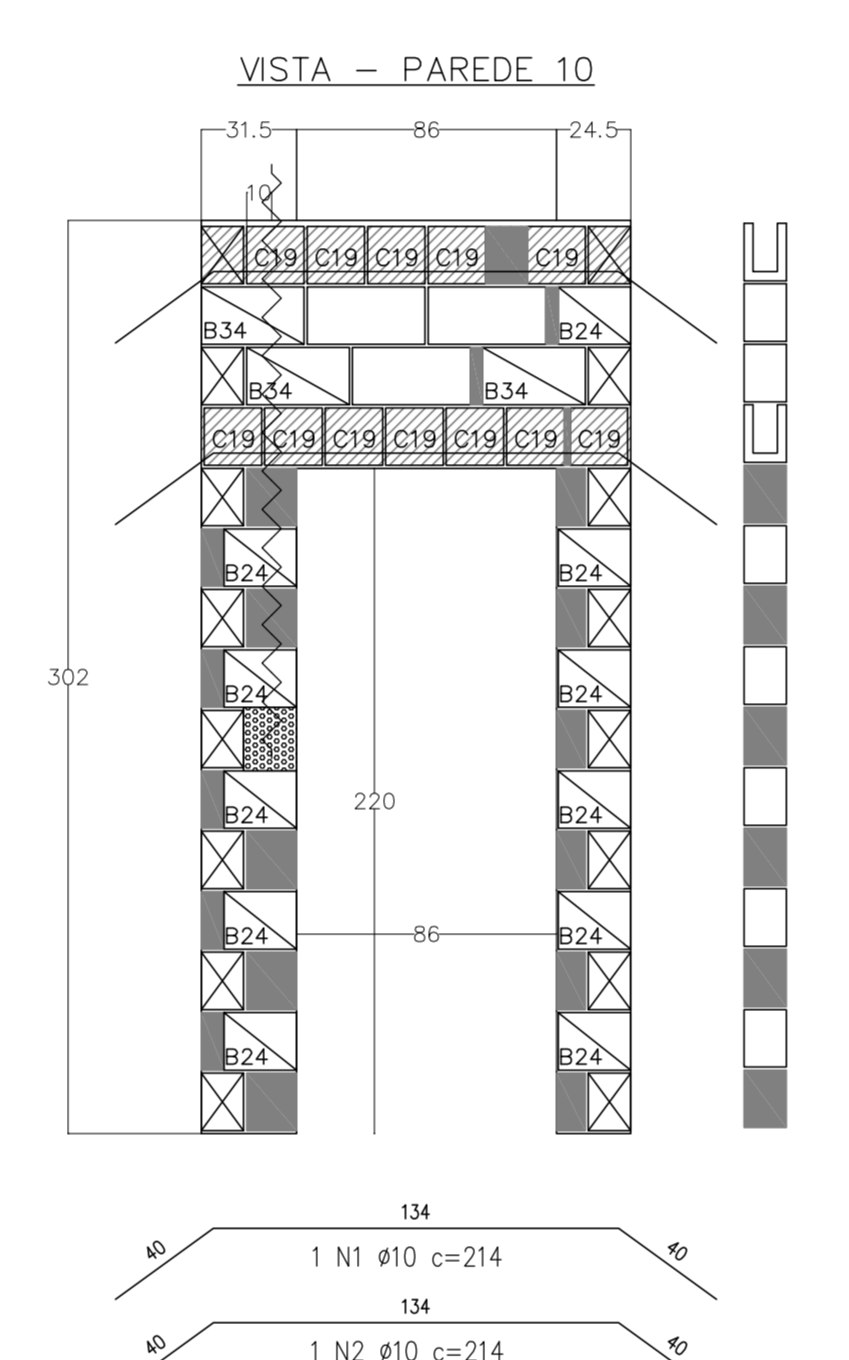 VISTA – PAREDE 10
31.5 86 24.5
10
C19 C19 C19 C19 C19
B34 B24
B34 B34
C19 C19 C19 C19 C19 C19 C19
B24 B24
302
B24 B24
220
B24 B24
86
B24 B24
B24 B24
134
40 1 N1 ø10 c=214 40
134
40 1 N2 ø10 c=214 40